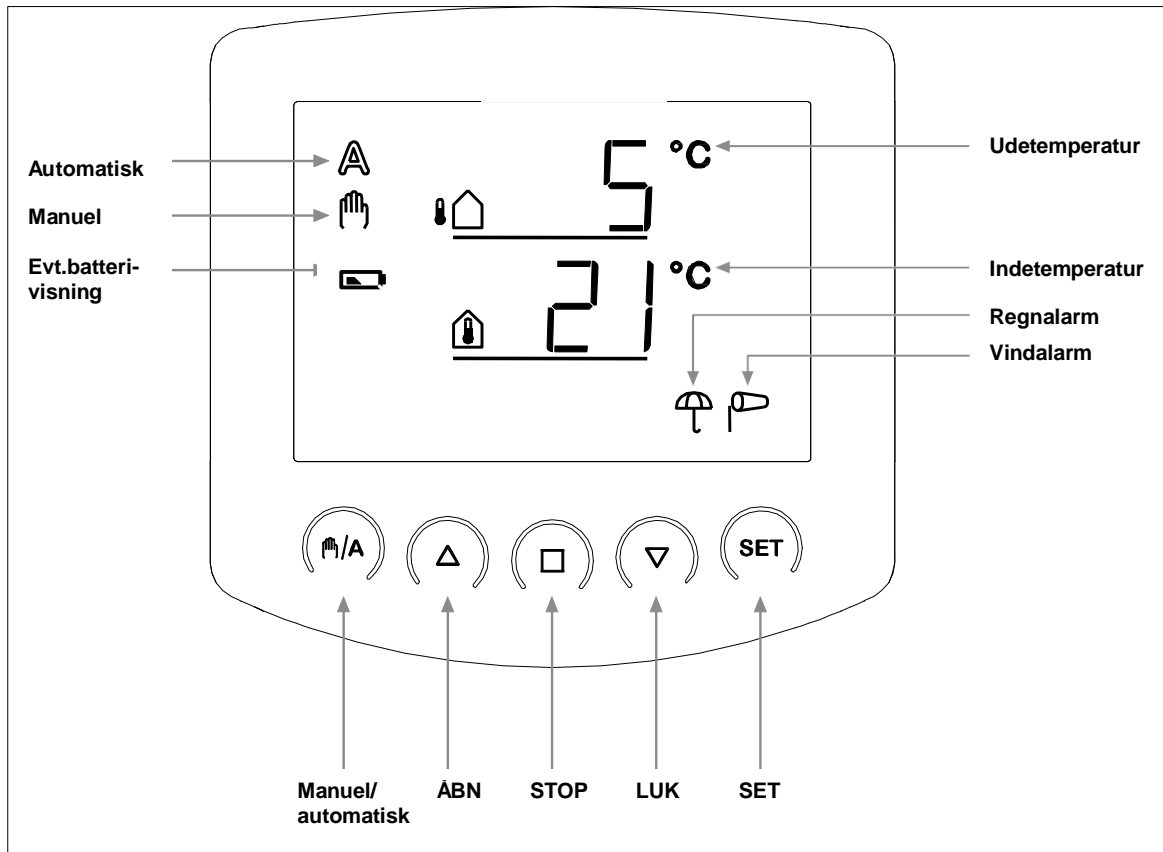 Automatisk
Manuel
Evt.batteri-
visning
A
5 °C
21 °C
Udetemperatur
Indetemperatur
Regnalarm
Vindalarm
/A
SET
Manuel/
automatisk
ÅBN
STOP
LUK
SET